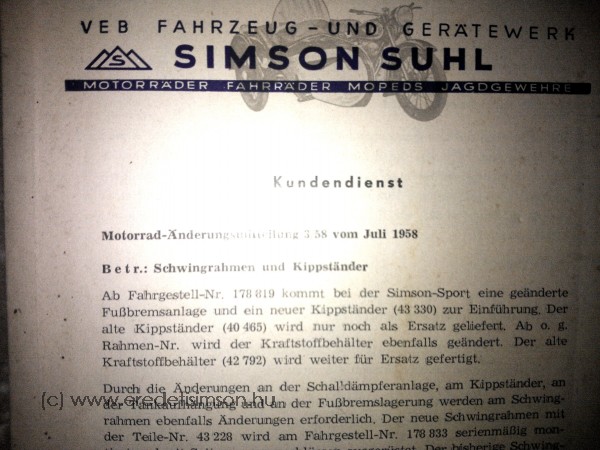 VEB FAHRZEUG-UND GERÄTEWERK
S
SIMSON SUHL
MOTORRÄDER FAHRRÄDER MOPEDS JAGDGEWEHRE
Kundendienst
Motorrad-Änderungsmitteilung 3/58 vom Juli 1958
Betr.: Schwingrahmen und Kippständer
Ab Fahrgestell-Nr. 178 819 kommt bei der Simson-Sport eine geänderte
Fußbremsanlage und ein neuer Kippständer (43 330) zur Einführung. Der
alte Kippständer (40 465) wird nur noch als Ersatz geliefert. Ab o. g.
Rahmen-Nr. wird der Kraftstoffbehälter ebenfalls geändert. Der alte
Kraftstoffbehälter (42 792) wird weiter für Ersatz gefertigt.
Durch die Änderungen an der Schalldämpferanlage, am Kippständer, an
(c) www.eredetisimson.hu
der Tankaufhängung und an der Fußbremslagerung werden am Schwing-
rahmen ebenfalls Änderungen erforderlich. Der neue Schwingrahmen mit
der Teile-Nr. 43 228 wird am Fahrgestell-Nr. 178 833 serienmäßig mon-